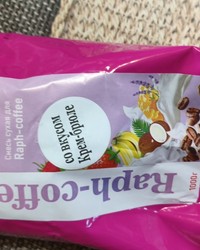 Смесь сухая для
Raph-coffee
со вкусом
Крем-брюле
Raph-coffe
1000г